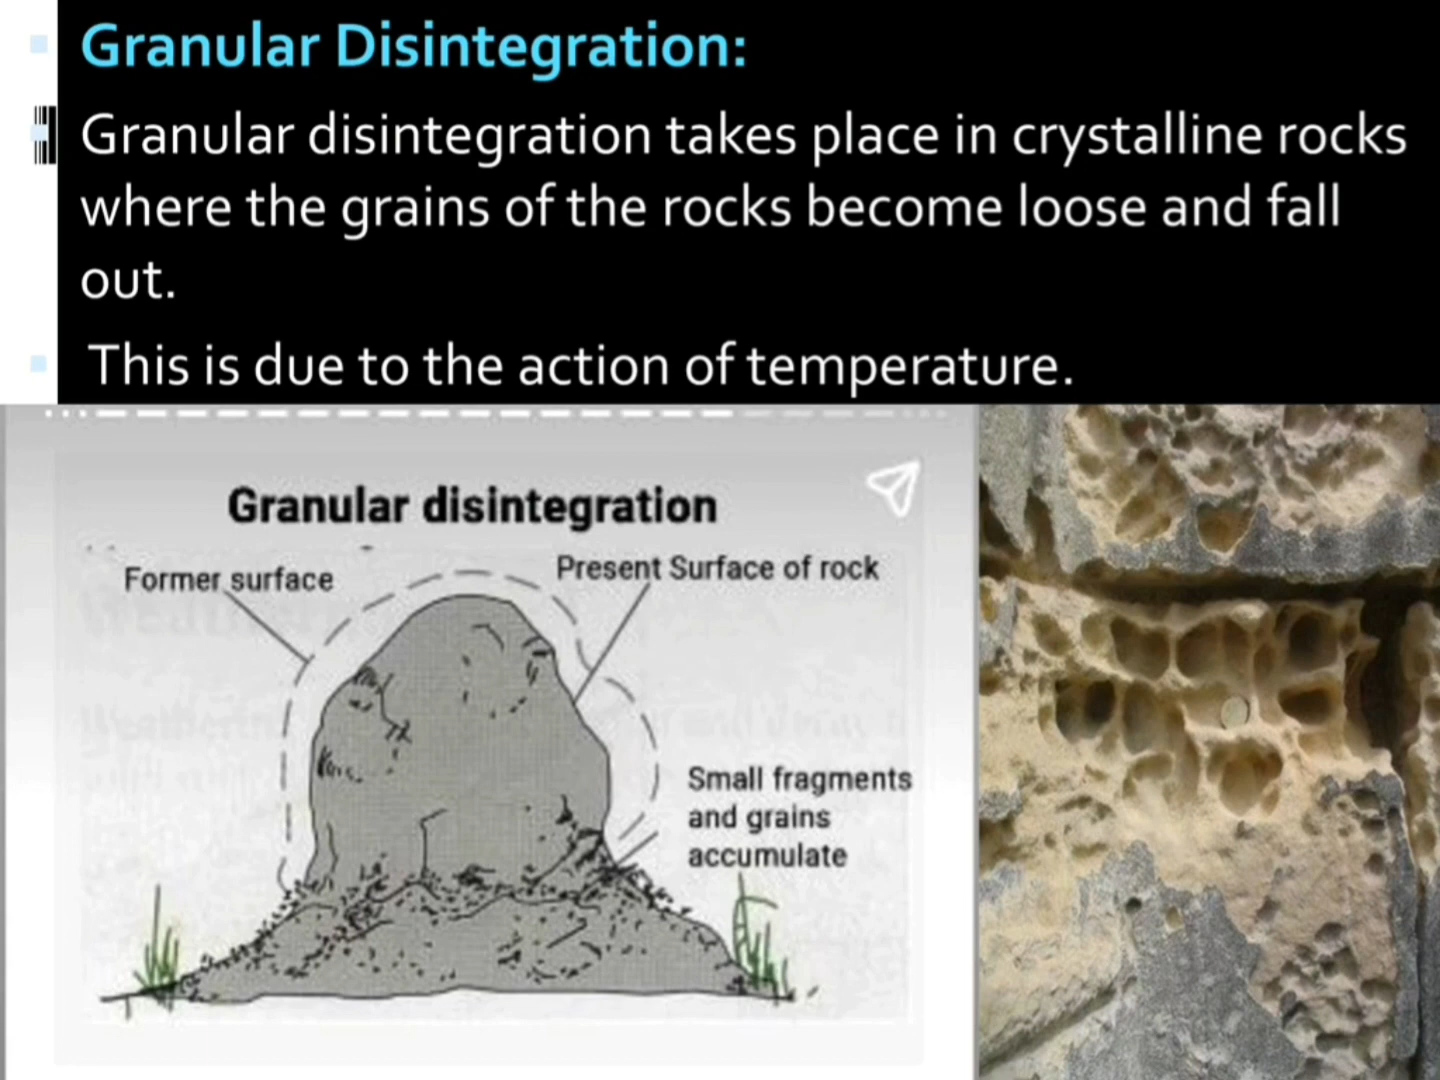 Granular Disintegration:
Granular disintegration takes place in crystalline rocks
where the grains of the rocks become loose and fall
out.
This is due to the action of temperature.
Granular disintegration
Former surface
Present Surface of rock
Small fragments
and grains
accumulate